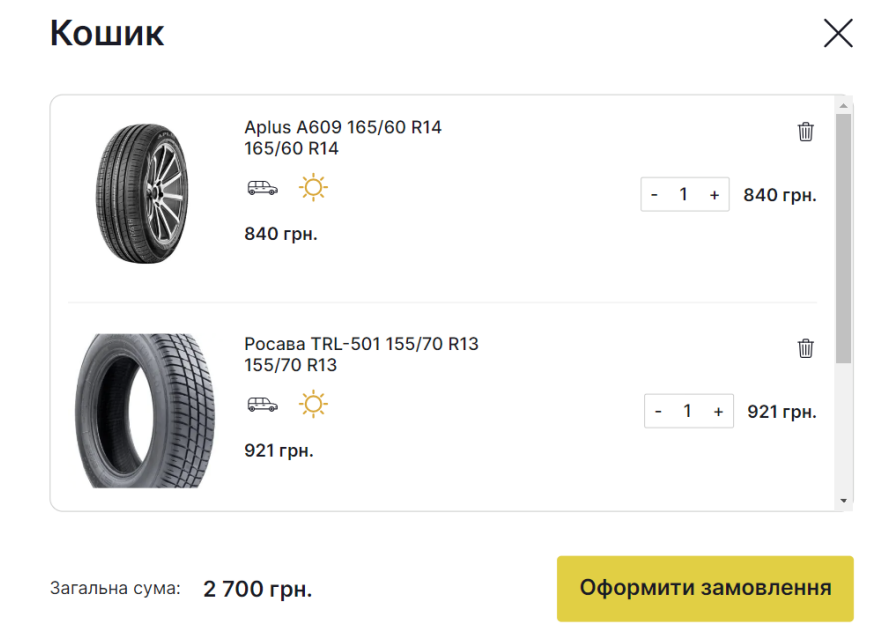 Кошик
Aplus A609 165/60 R14
165/60 R14
- 1 + 840 грн.
840 грн.
Росава TRL-501 155/70 R13
155/70 R13
- 1 + 921 грн.
921 грн.
Загальна сума: 2 700 грн.
Оформити замовлення